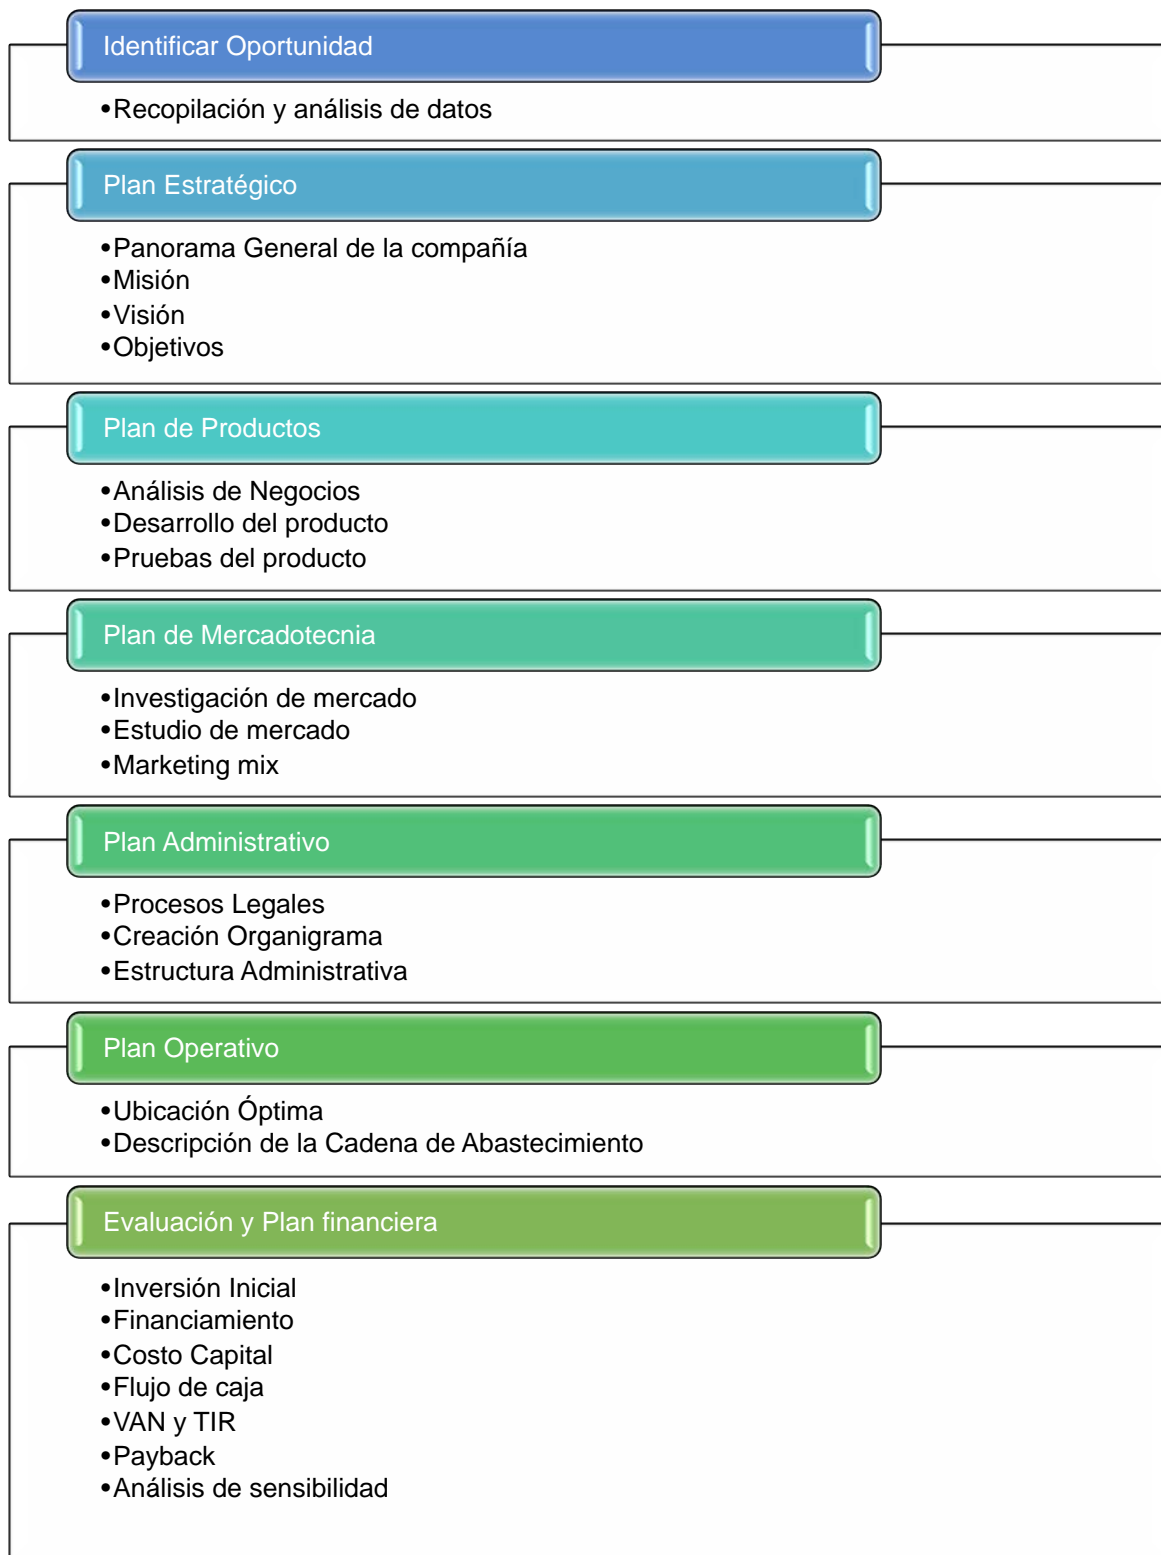 Identificar Oportunidad
•Recopilación y análisis de datos
Plan Estratégico
•Panorama General de la compañía
•Misión
•Visión
•Objetivos
Plan de Productos
•Análisis de Negocios
•Desarrollo del producto
•Pruebas del producto
Plan de Mercadotecnia
•Investigación de mercado
•Estudio de mercado
•Marketing mix
Plan Administrativo
•Procesos Legales
•Creación Organigrama
•Estructura Administrativa
Plan Operativo
•Ubicación Óptima
•Descripción de la Cadena de Abastecimiento
Evaluación y Plan financiera
•Inversión Inicial
•Financiamiento
•Costo Capital
•Flujo de caja
•VAN y TIR
•Payback
•Análisis de sensibilidad